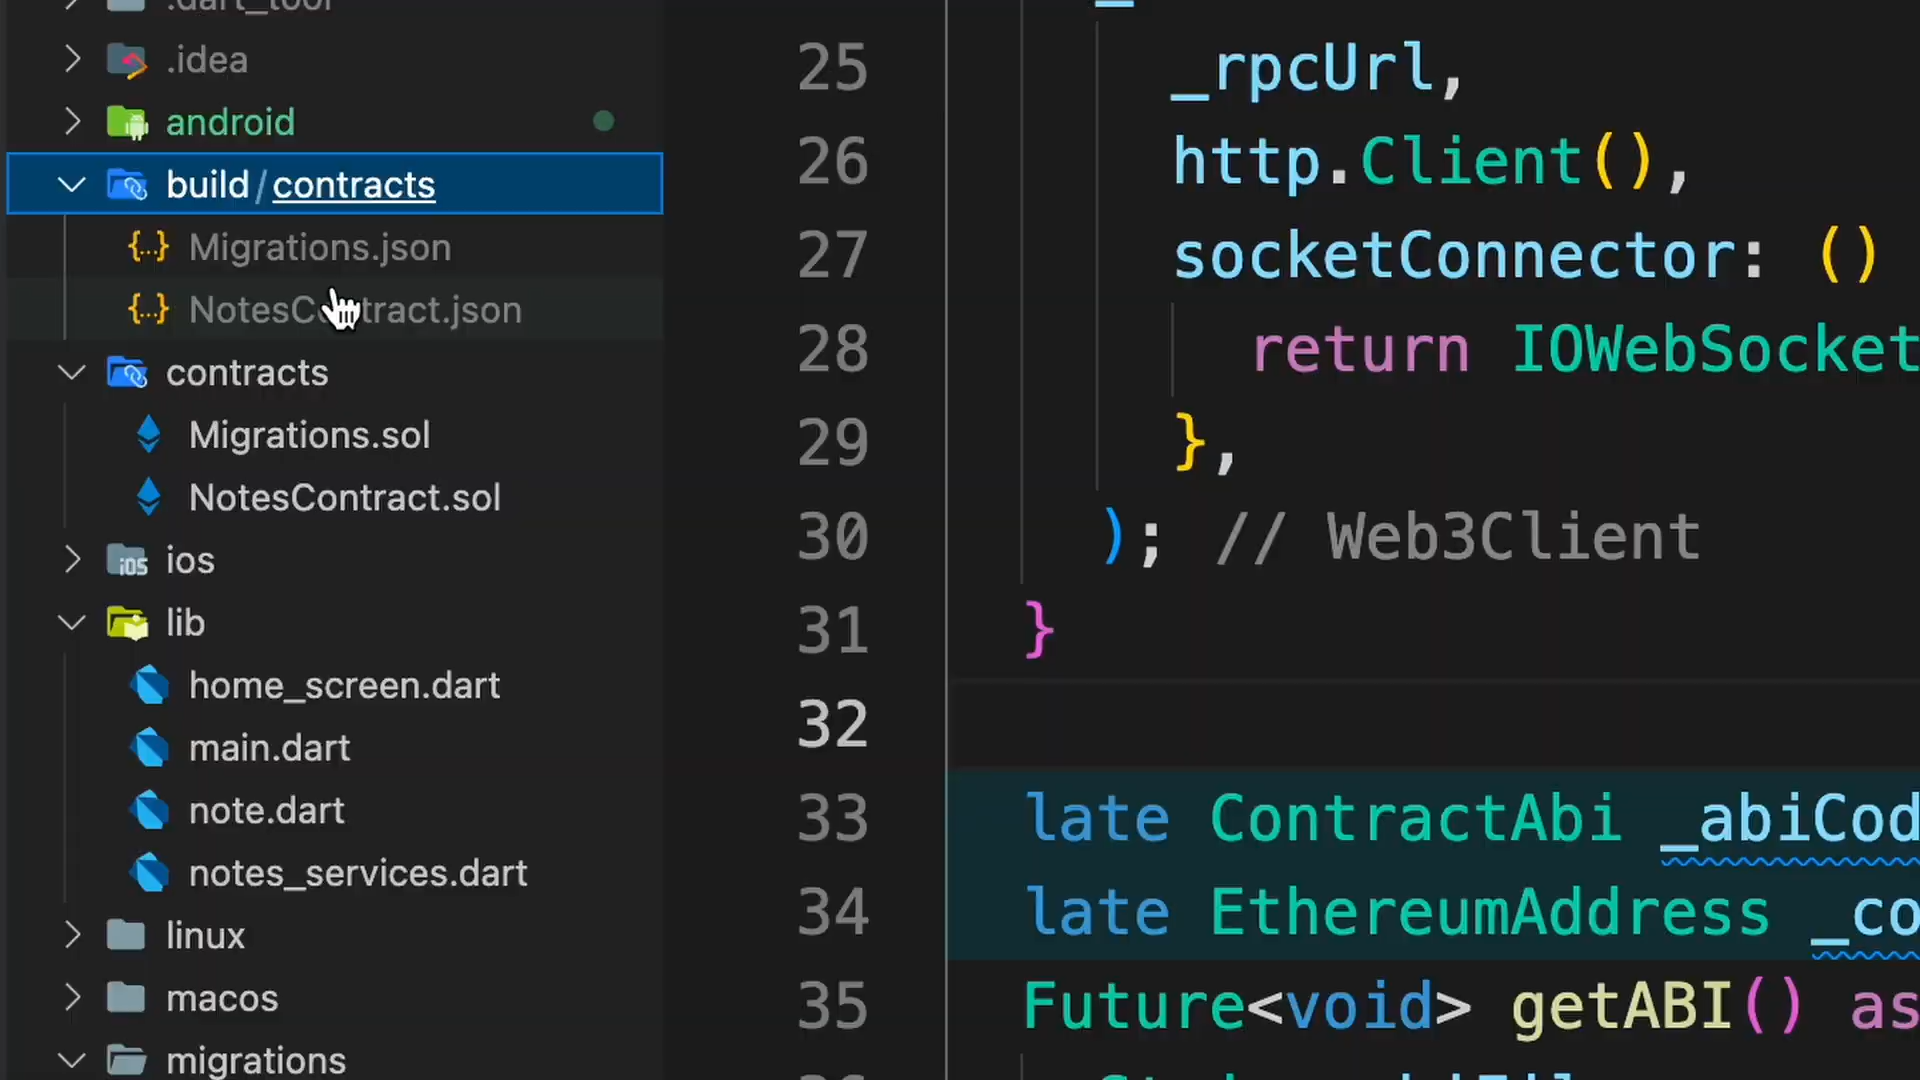 .dart_tool
.idea
android
build / contracts
Migrations.json
NotesContract.json
contracts
Migrations.sol
NotesContract.sol
ios
lib
home_screen.dart
main.dart
note.dart
notes_services.dart
linux
macos
migrations
25 _rpcUrl,
26 http.Client(),
27 socketConnector: ()
28 return IOWebSocket
29 },
30 ); // Web3Client
31 }
32
33 late ContractAbi _abiCod
34 late EthereumAddress _co
35 Future<void> getABI() as